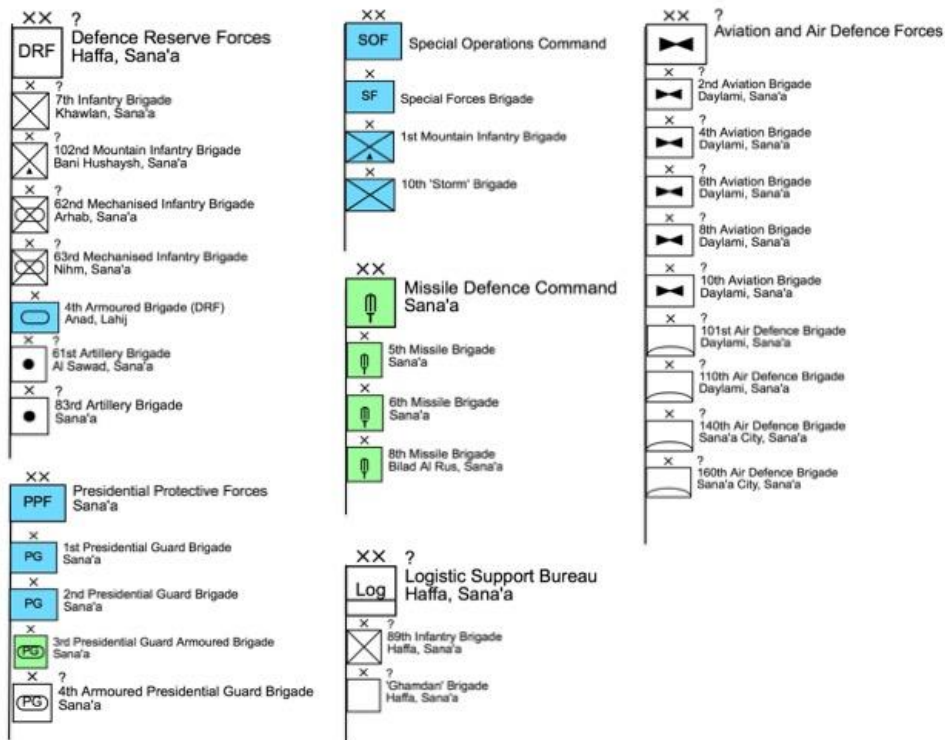 XX ?
DRF
Defence Reserve Forces
Haffa, Sana'a
X ?
7th Infantry Brigade
Khawlan, Sana'a
X ?
102nd Mountain Infantry Brigade
Bani Hushaysh, Sana'a
X ?
62nd Mechanised Infantry Brigade
Arhab, Sana'a
X ?
63rd Mechanised Infantry Brigade
Nihm, Sana'a
X
4th Armoured Brigade (DRF)
Anad, Lahij
X ?
61st Artillery Brigade
Al Sawad, Sana'a
X ?
83rd Artillery Brigade
Sana'a
XX
PPF
Presidential Protective Forces
Sana'a
X
PG
1st Presidential Guard Brigade
Sana'a
X
PG
2nd Presidential Guard Brigade
Sana'a
X
PG
3rd Presidential Guard Armoured Brigade
Sana'a
X ?
PG
4th Armoured Presidential Guard Brigade
Sana'a
XX
SOF
Special Operations Command
X
SF
Special Forces Brigade
X
1st Mountain Infantry Brigade
X
10th 'Storm' Brigade
XX
Missile Defence Command
Sana'a
X
5th Missile Brigade
Sana'a
X
6th Missile Brigade
Sana'a
X
8th Missile Brigade
Bilad Al Rus, Sana'a
XX ?
Log
Logistic Support Bureau
Haffa, Sana'a
X ?
89th Infantry Brigade
Haffa, Sana'a
X ?
'Ghamdan' Brigade
Haffa, Sana'a
XX ?
Aviation and Air Defence Forces
X ?
2nd Aviation Brigade
Daylami, Sana'a
X ?
4th Aviation Brigade
Daylami, Sana'a
X ?
6th Aviation Brigade
Daylami, Sana'a
X ?
8th Aviation Brigade
Daylami, Sana'a
X ?
10th Aviation Brigade
Daylami, Sana'a
X ?
101st Air Defence Brigade
Daylami, Sana'a
X ?
110th Air Defence Brigade
Daylami, Sana'a
X ?
140th Air Defence Brigade
Sana'a City, Sana'a
X ?
160th Air Defence Brigade
Sana'a City, Sana'a